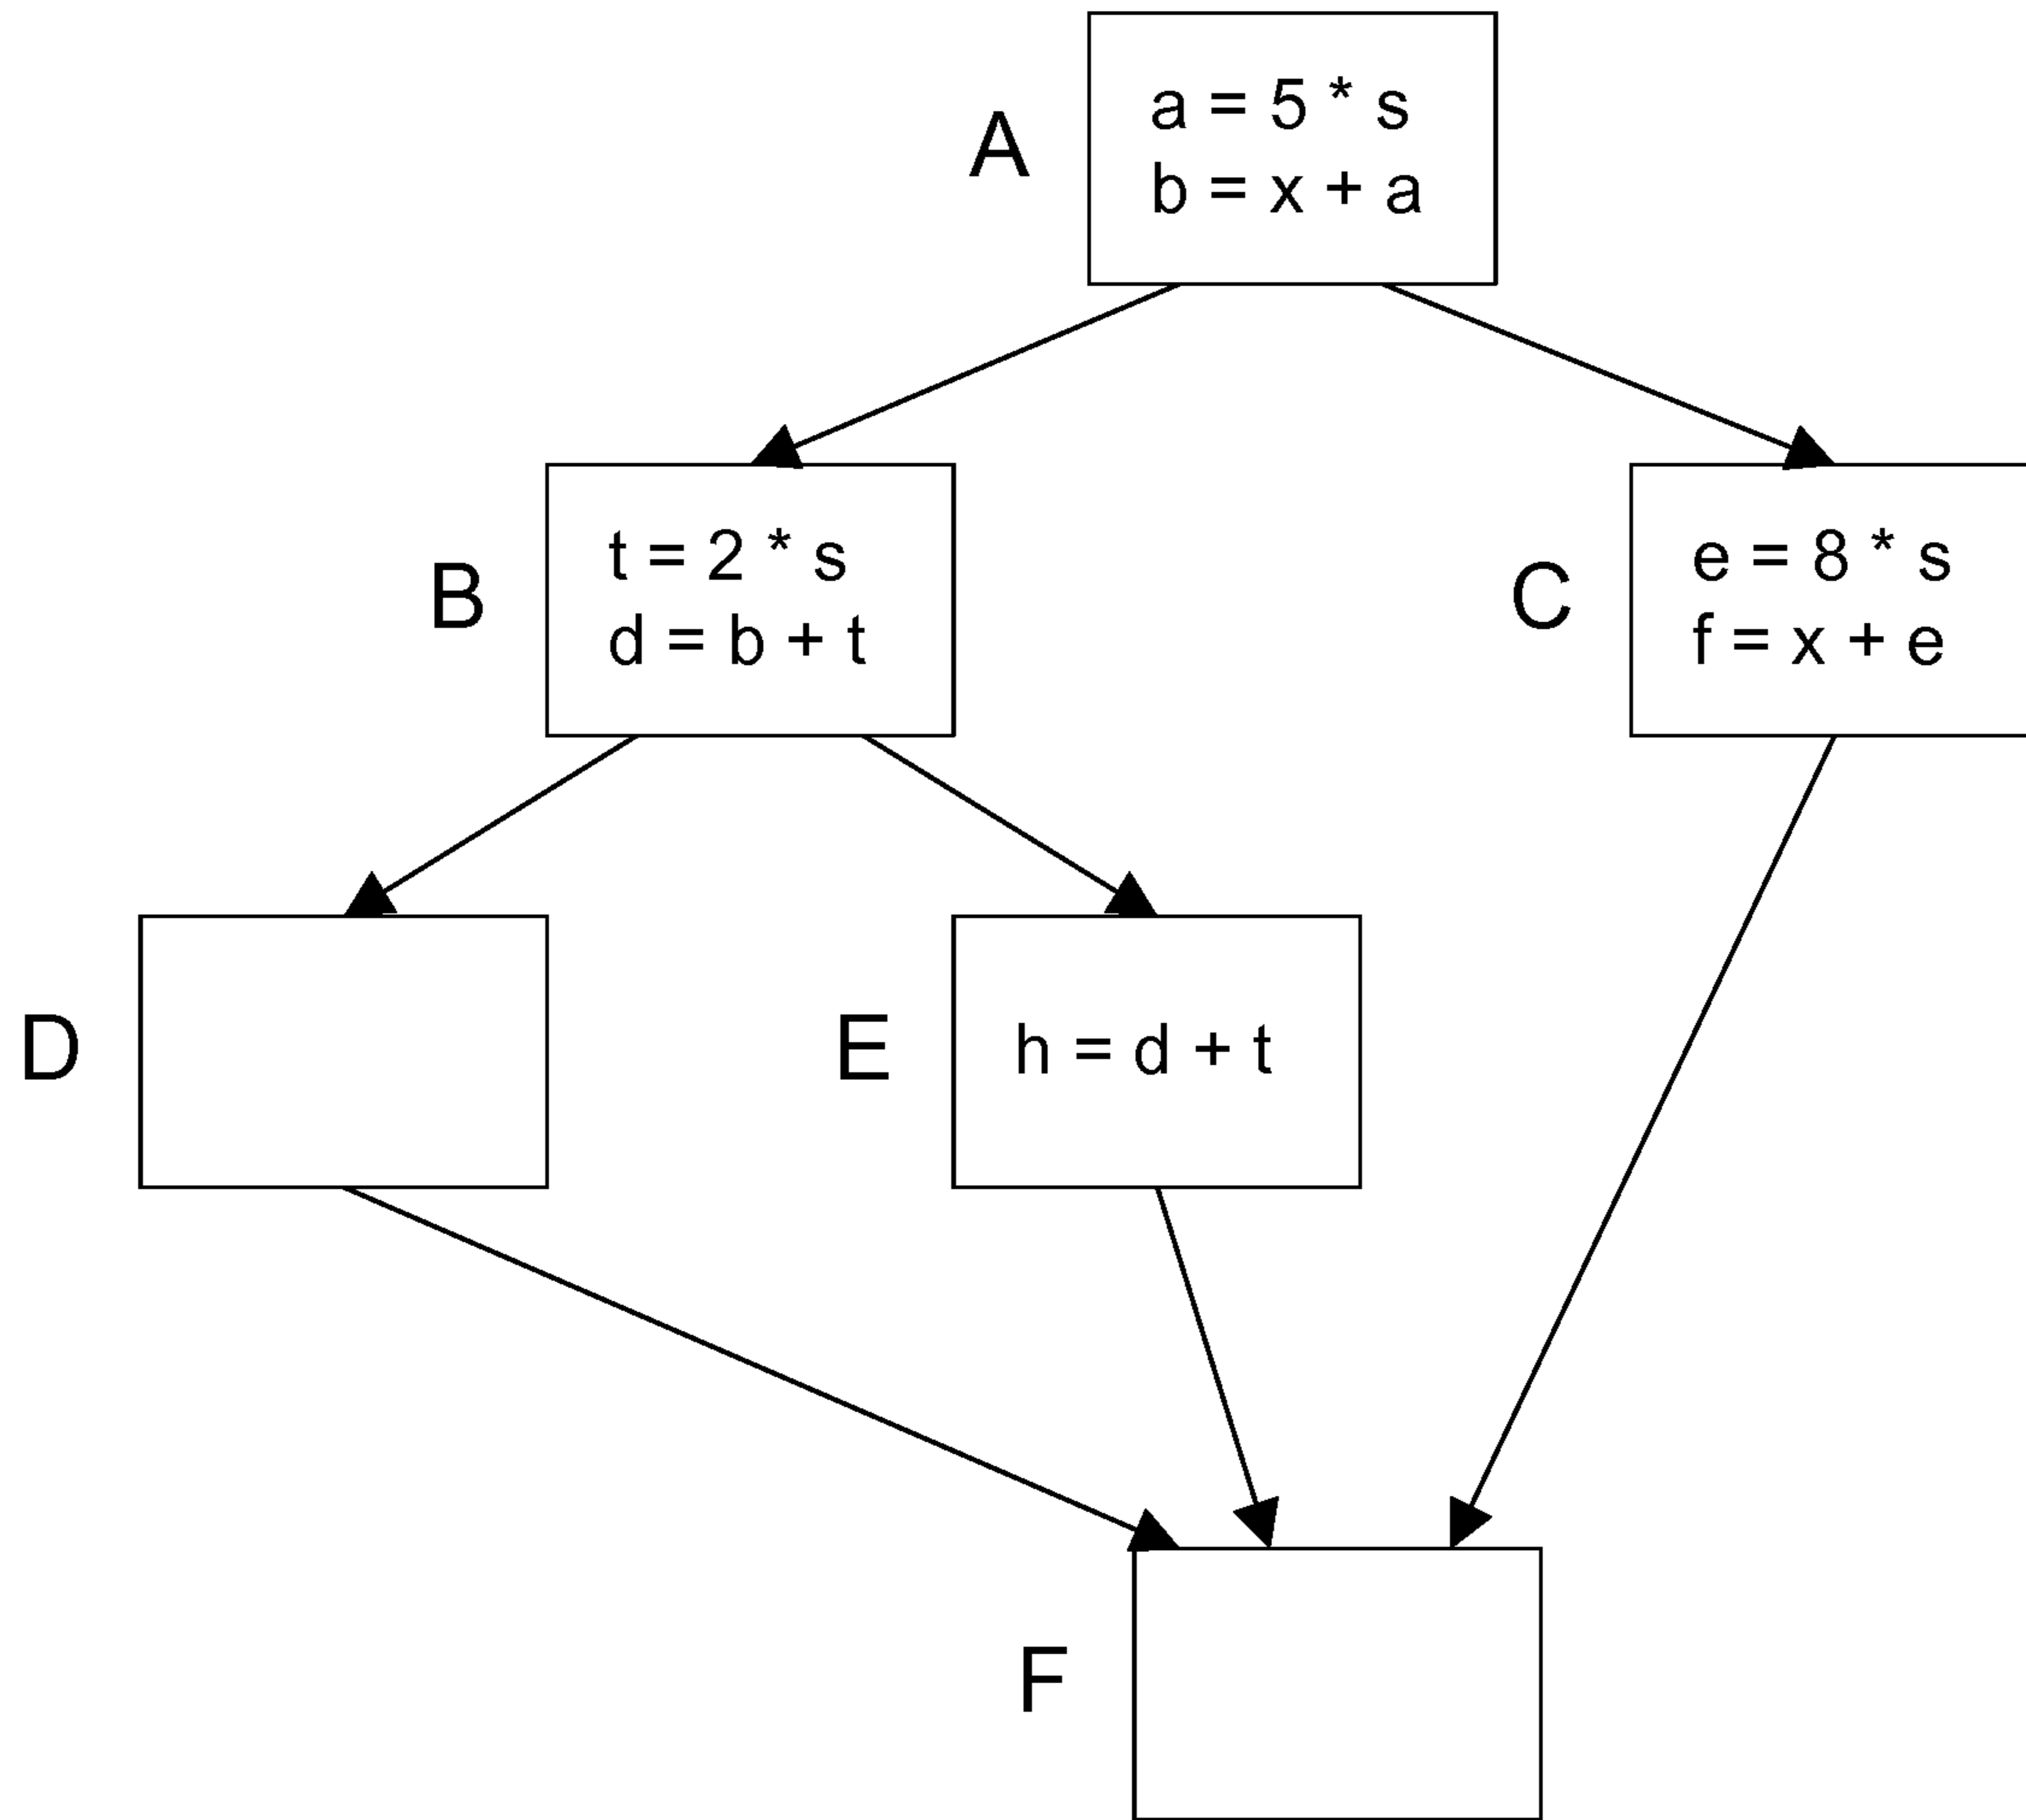 A
a = 5 * s
b = x + a
B
t = 2 * s
d = b + t
C
e = 8 * s
f = x + e
D
E
h = d + t
F